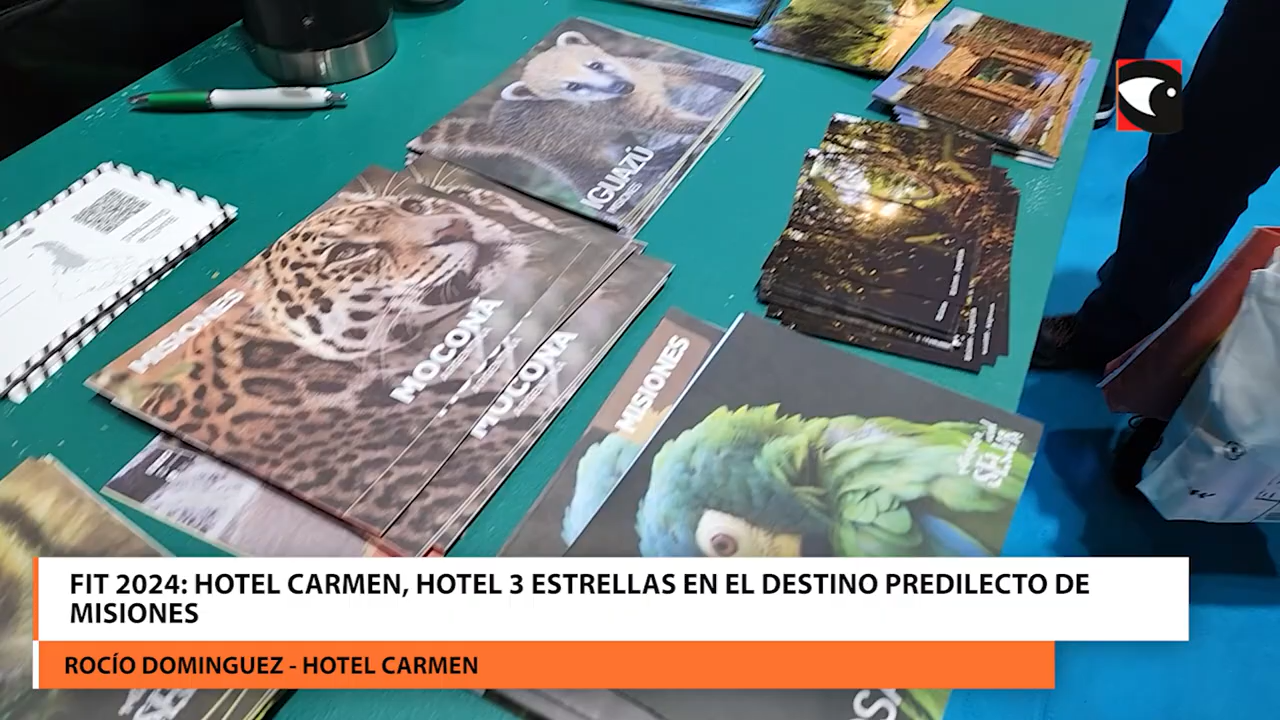 IGUAZÚ
MISIONES
MISIONES
MOCONÁ
MOCONÁ
MISIONES
FIT 2024: HOTEL CARMEN, HOTEL 3 ESTRELLAS EN EL DESTINO PREDILECTO DE
MISIONES
ROCÍO DOMINGUEZ - HOTEL CARMEN